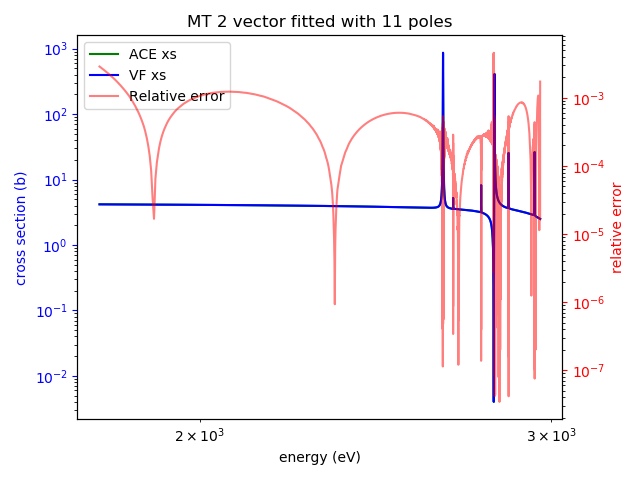 MT 2 vector fitted with 11 poles
ACE xs
VF xs
Relative error
cross section (b)
10³
10²
10¹
10⁰
10⁻¹
10⁻²
relative error
10⁻³
10⁻⁴
10⁻⁵
10⁻⁶
10⁻⁷
2 × 10³
3 × 10³
energy (eV)